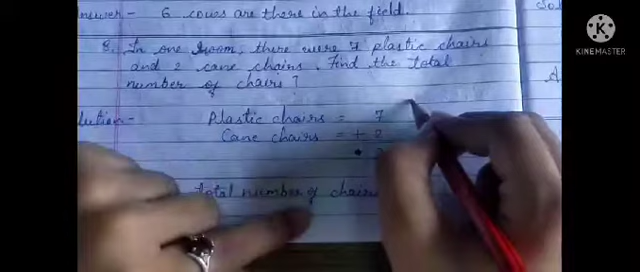 Answer - 6 cows are there in the field.
8. In one room, there were 7 plastic chairs
and 2 cane chairs. Find the total
number of chairs?
Solution - Plastic chairs = 7
Cane chairs = + 2
total number of chairs
KINEMASTER